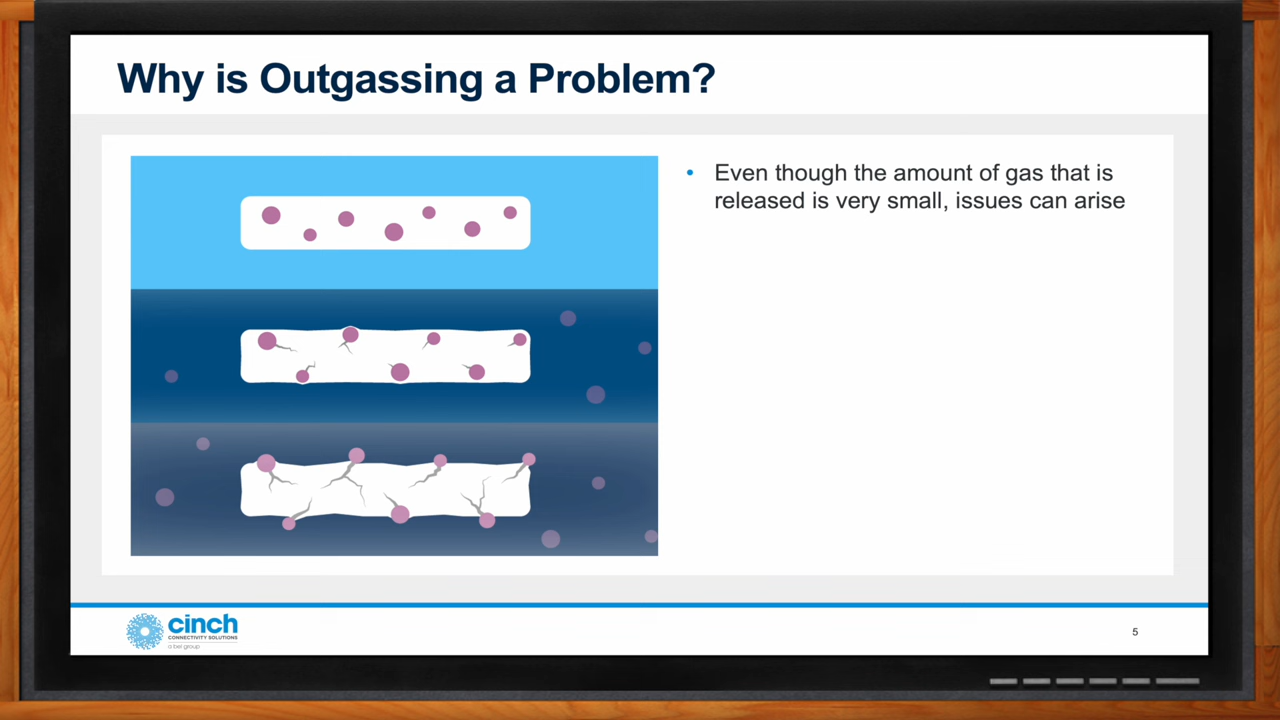 Why is Outgassing a Problem?
• Even though the amount of gas that is
released is very small, issues can arise
cinch
CONNECTIVITY SOLUTIONS
a bel group
5